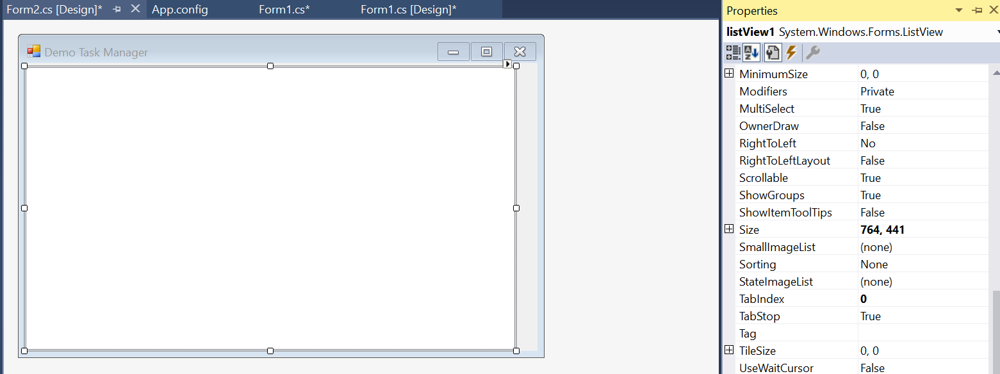 Form2.cs [Design]* App.config Form1.cs* Form1.cs [Design]*
Demo Task Manager
Properties
listView1 System.Windows.Forms.ListView
MinimumSize 0, 0
Modifiers Private
MultiSelect True
OwnerDraw False
RightToLeft No
RightToLeftLayout False
Scrollable True
ShowGroups True
ShowItemToolTips False
Size 764, 441
SmallImageList (none)
Sorting None
StateImageList (none)
TabIndex 0
TabStop True
Tag
TileSize 0, 0
UseWaitCursor False